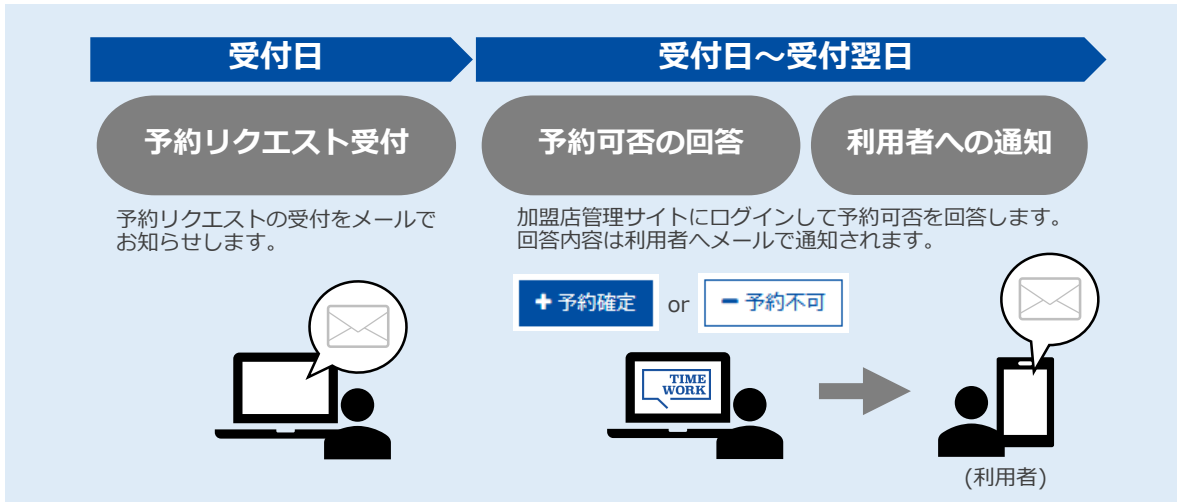 受付日
受付日～受付翌日
予約リクエスト受付
予約可否の回答
利用者への通知
予約リクエストの受付をメールで
お知らせします。
加盟店管理サイトにログインして予約可否を回答します。
回答内容は利用者へメールで通知されます。
+ 予約確定 or − 予約不可
TIME
WORK
(利用者)